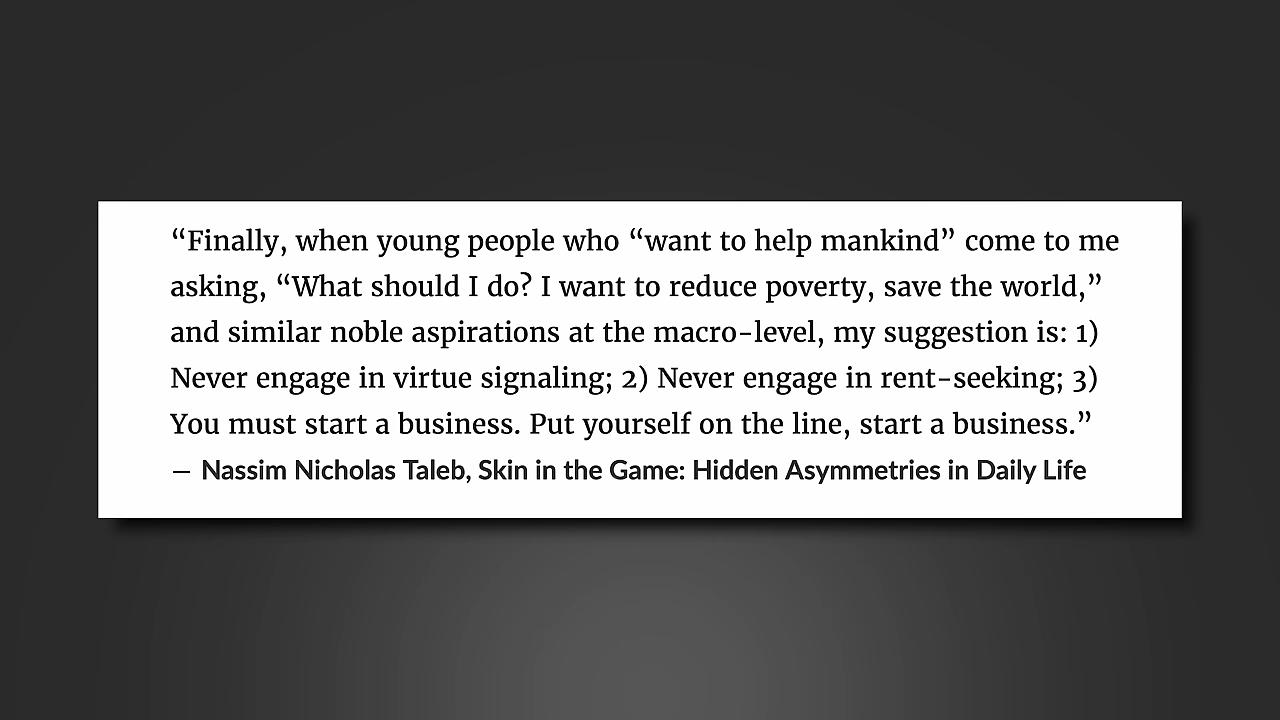 “Finally, when young people who “want to help mankind” come to me
asking, “What should I do? I want to reduce poverty, save the world,”
and similar noble aspirations at the macro-level, my suggestion is: 1)
Never engage in virtue signaling; 2) Never engage in rent-seeking; 3)
You must start a business. Put yourself on the line, start a business.”
― Nassim Nicholas Taleb, Skin in the Game: Hidden Asymmetries in Daily Life